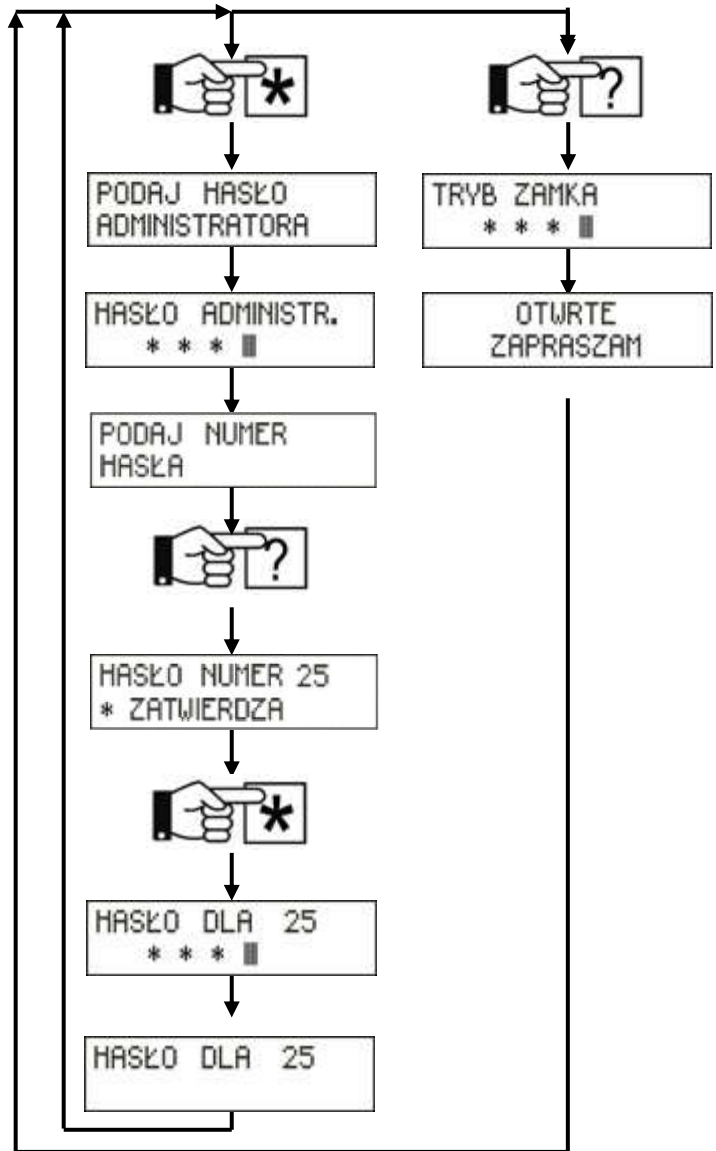 *
PODAJ HASŁO
ADMINISTRATORA
HASŁO ADMINISTR.
* * *
PODAJ NUMER
HASŁA
?
HASŁO NUMER 25
* ZATWIERDZA
*
HASŁO DLA 25
* * *
HASŁO DLA 25
?
TRYB ZAMKA
* * *
OTWRTE
ZAPRASZAM